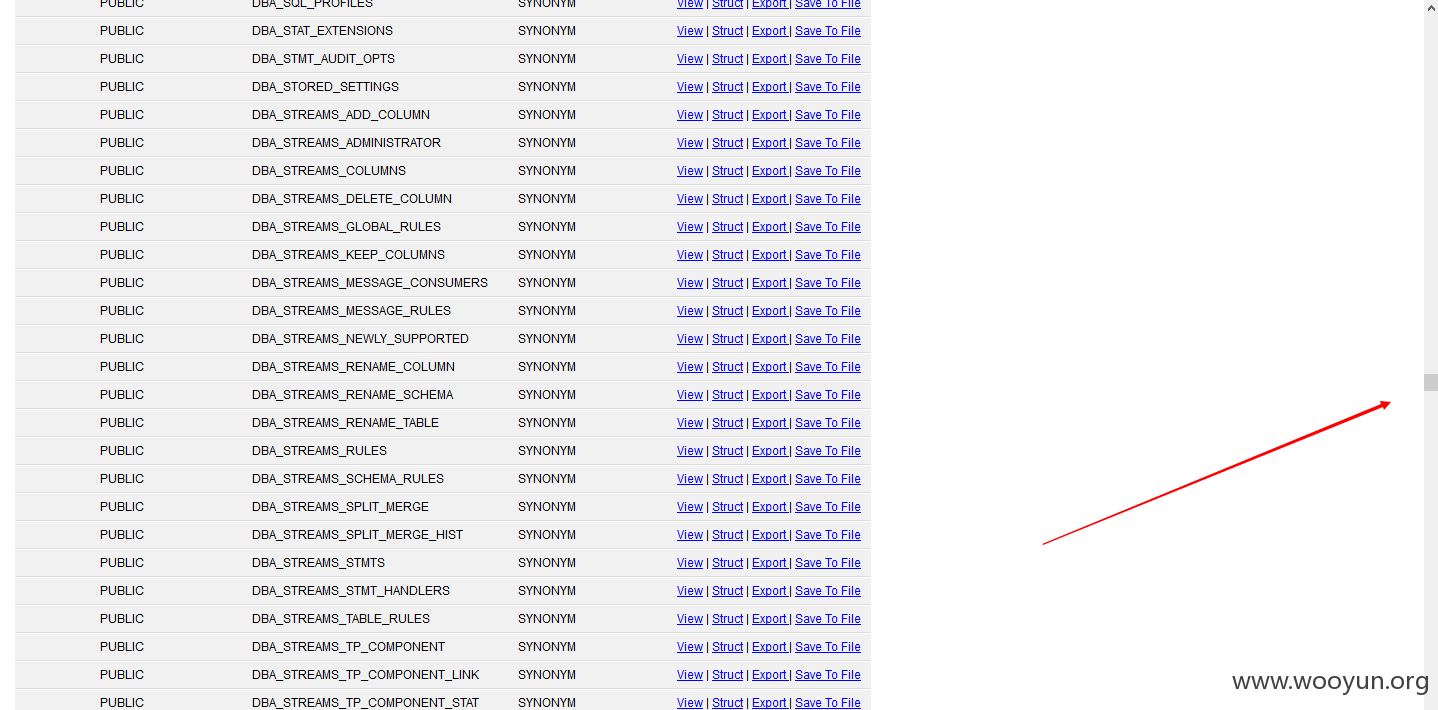 PUBLIC DBA_SQL_PROFILES SYNONYM View | Struct | Export | Save To File
PUBLIC DBA_STAT_EXTENSIONS SYNONYM View | Struct | Export | Save To File
PUBLIC DBA_STMT_AUDIT_OPTS SYNONYM View | Struct | Export | Save To File
PUBLIC DBA_STORED_SETTINGS SYNONYM View | Struct | Export | Save To File
PUBLIC DBA_STREAMS_ADD_COLUMN SYNONYM View | Struct | Export | Save To File
PUBLIC DBA_STREAMS_ADMINISTRATOR SYNONYM View | Struct | Export | Save To File
PUBLIC DBA_STREAMS_COLUMNS SYNONYM View | Struct | Export | Save To File
PUBLIC DBA_STREAMS_DELETE_COLUMN SYNONYM View | Struct | Export | Save To File
PUBLIC DBA_STREAMS_GLOBAL_RULES SYNONYM View | Struct | Export | Save To File
PUBLIC DBA_STREAMS_KEEP_COLUMNS SYNONYM View | Struct | Export | Save To File
PUBLIC DBA_STREAMS_MESSAGE_CONSUMERS SYNONYM View | Struct | Export | Save To File
PUBLIC DBA_STREAMS_MESSAGE_RULES SYNONYM View | Struct | Export | Save To File
PUBLIC DBA_STREAMS_NEWLY_SUPPORTED SYNONYM View | Struct | Export | Save To File
PUBLIC DBA_STREAMS_RENAME_COLUMN SYNONYM View | Struct | Export | Save To File
PUBLIC DBA_STREAMS_RENAME_SCHEMA SYNONYM View | Struct | Export | Save To File
PUBLIC DBA_STREAMS_RENAME_TABLE SYNONYM View | Struct | Export | Save To File
PUBLIC DBA_STREAMS_RULES SYNONYM View | Struct | Export | Save To File
PUBLIC DBA_STREAMS_SCHEMA_RULES SYNONYM View | Struct | Export | Save To File
PUBLIC DBA_STREAMS_SPLIT_MERGE SYNONYM View | Struct | Export | Save To File
PUBLIC DBA_STREAMS_SPLIT_MERGE_HIST SYNONYM View | Struct | Export | Save To File
PUBLIC DBA_STREAMS_STMTS SYNONYM View | Struct | Export | Save To File
PUBLIC DBA_STREAMS_STMT_HANDLERS SYNONYM View | Struct | Export | Save To File
PUBLIC DBA_STREAMS_TABLE_RULES SYNONYM View | Struct | Export | Save To File
PUBLIC DBA_STREAMS_TP_COMPONENT SYNONYM View | Struct | Export | Save To File
PUBLIC DBA_STREAMS_TP_COMPONENT_LINK SYNONYM View | Struct | Export | Save To File
PUBLIC DBA_STREAMS_TP_COMPONENT_STAT SYNONYM View | Struct | Export | Save To File
www.wooyun.org